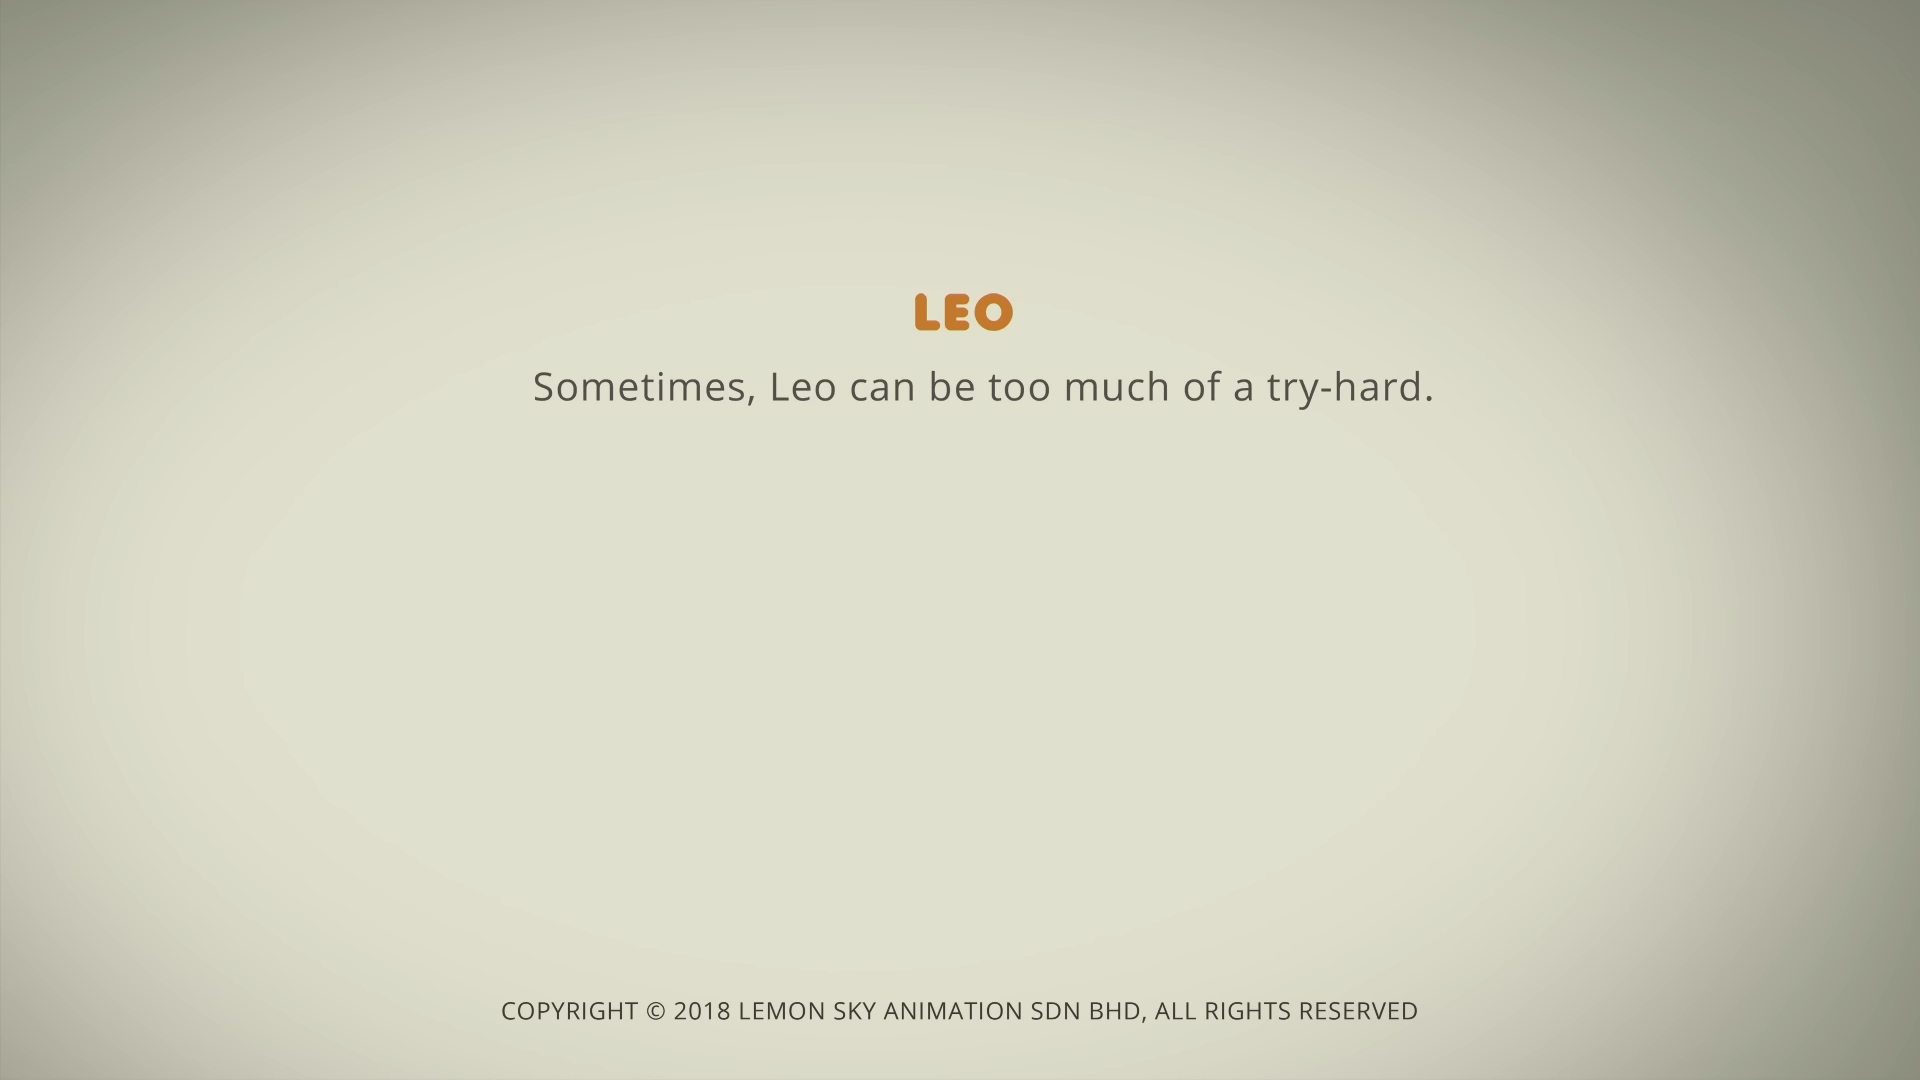 LEO
Sometimes, Leo can be too much of a try-hard.
COPYRIGHT © 2018 LEMON SKY ANIMATION SDN BHD, ALL RIGHTS RESERVED